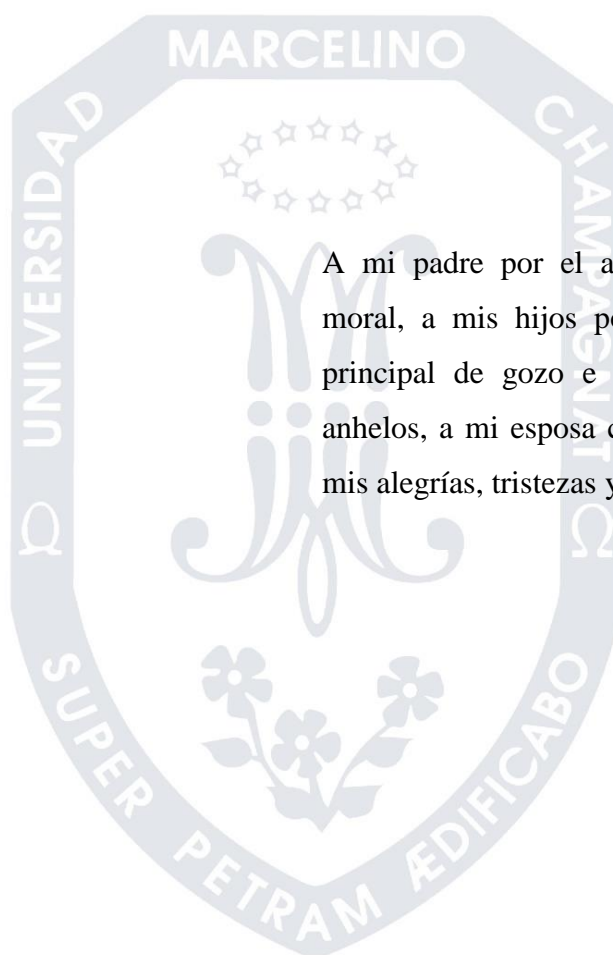 MARCELINO
CHAMPAGNAT
UNIVERSIDAD
A mi padre por el
moral, a mis hijos
principal de gozo e
anhelos, a mi esposa
mis alegrías, tristezas y
SUPER PETRAM ÆDIFICABO